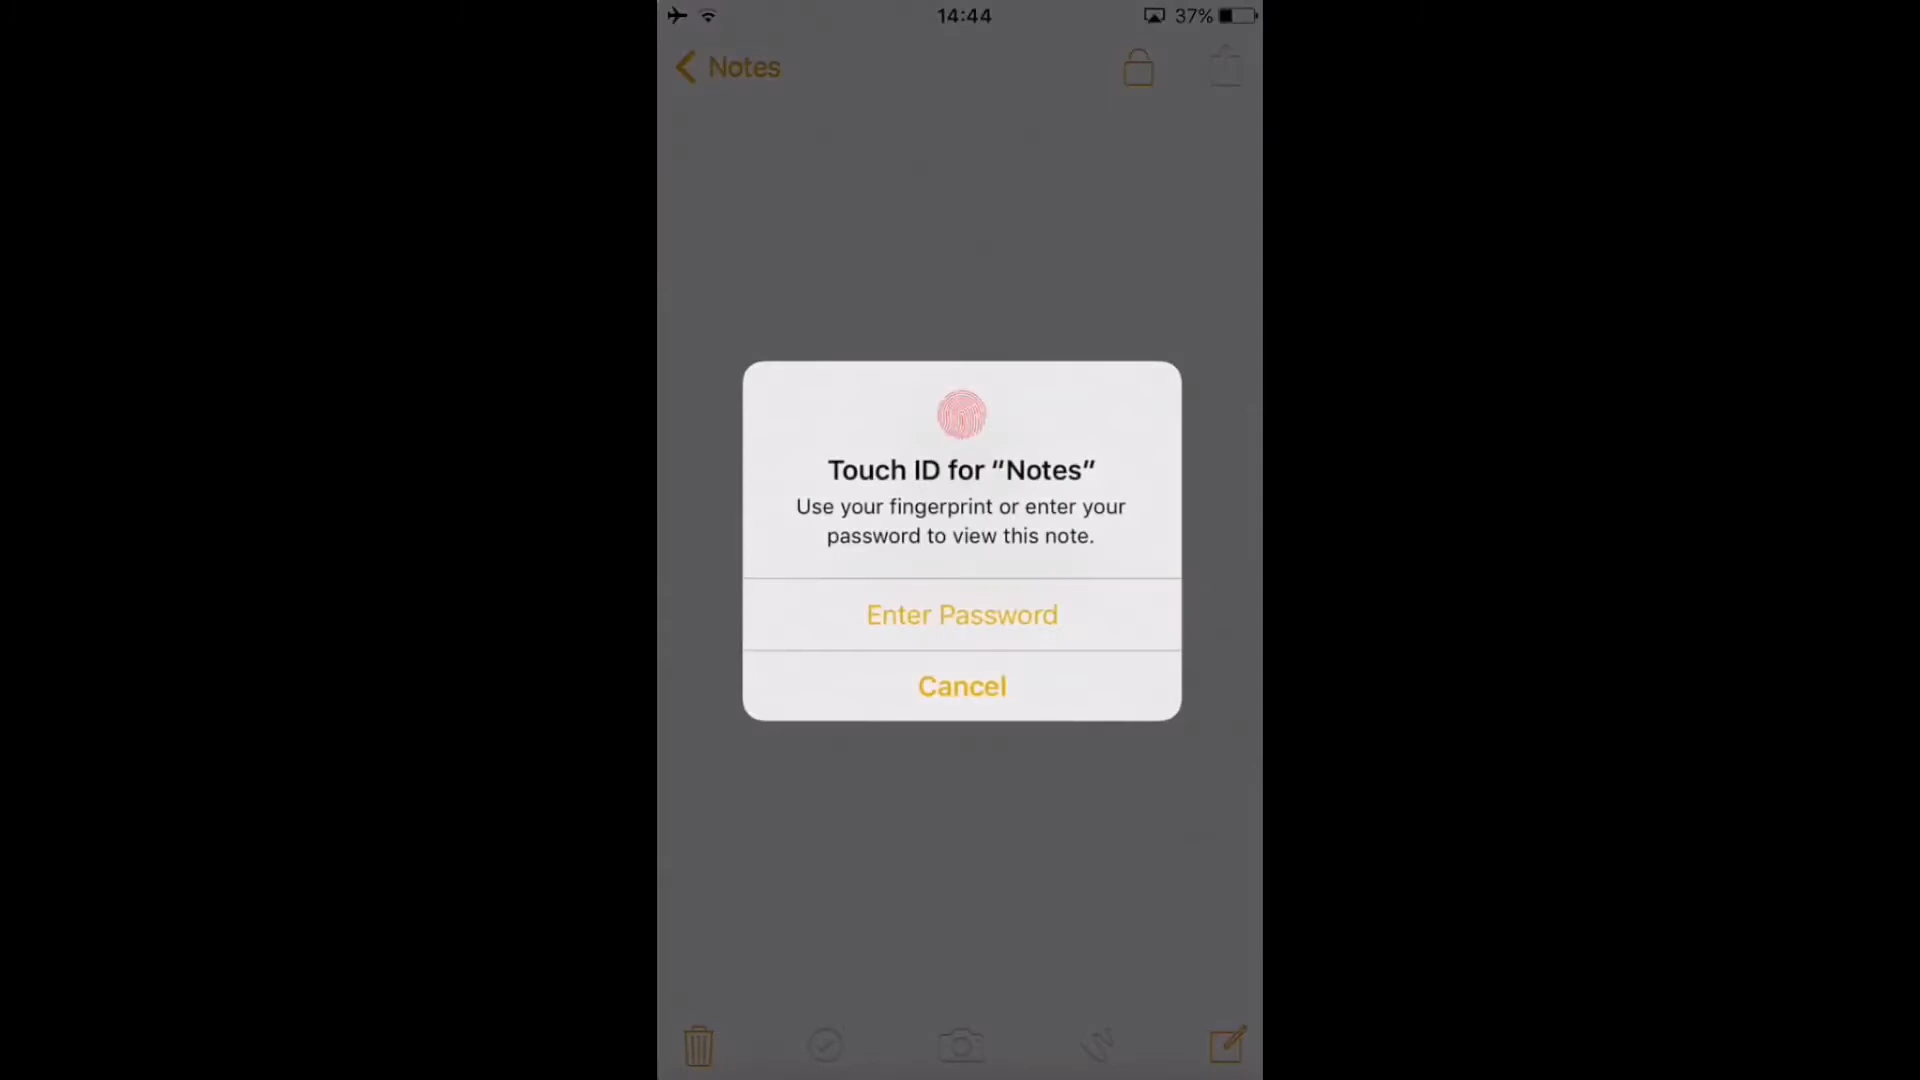 14:44
37%
Notes
Touch ID for “Notes”
Use your fingerprint or enter your
password to view this note.
Enter Password
Cancel